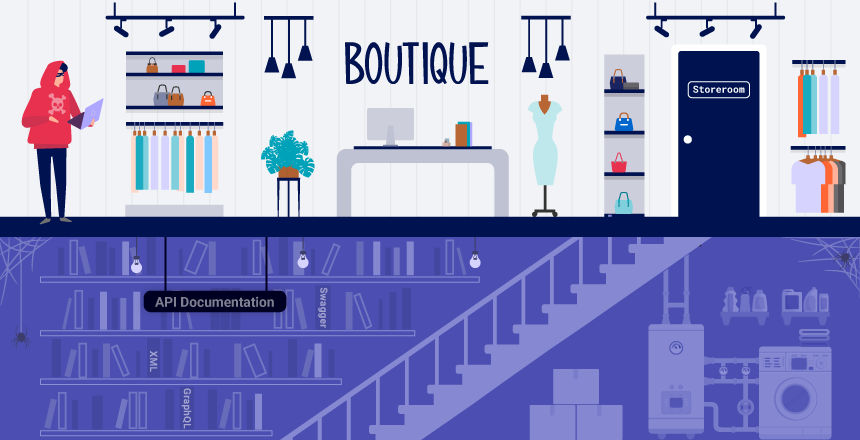 BOUTIQUE
Storeroom
API Documentation
Swagger
XML
GraphQL